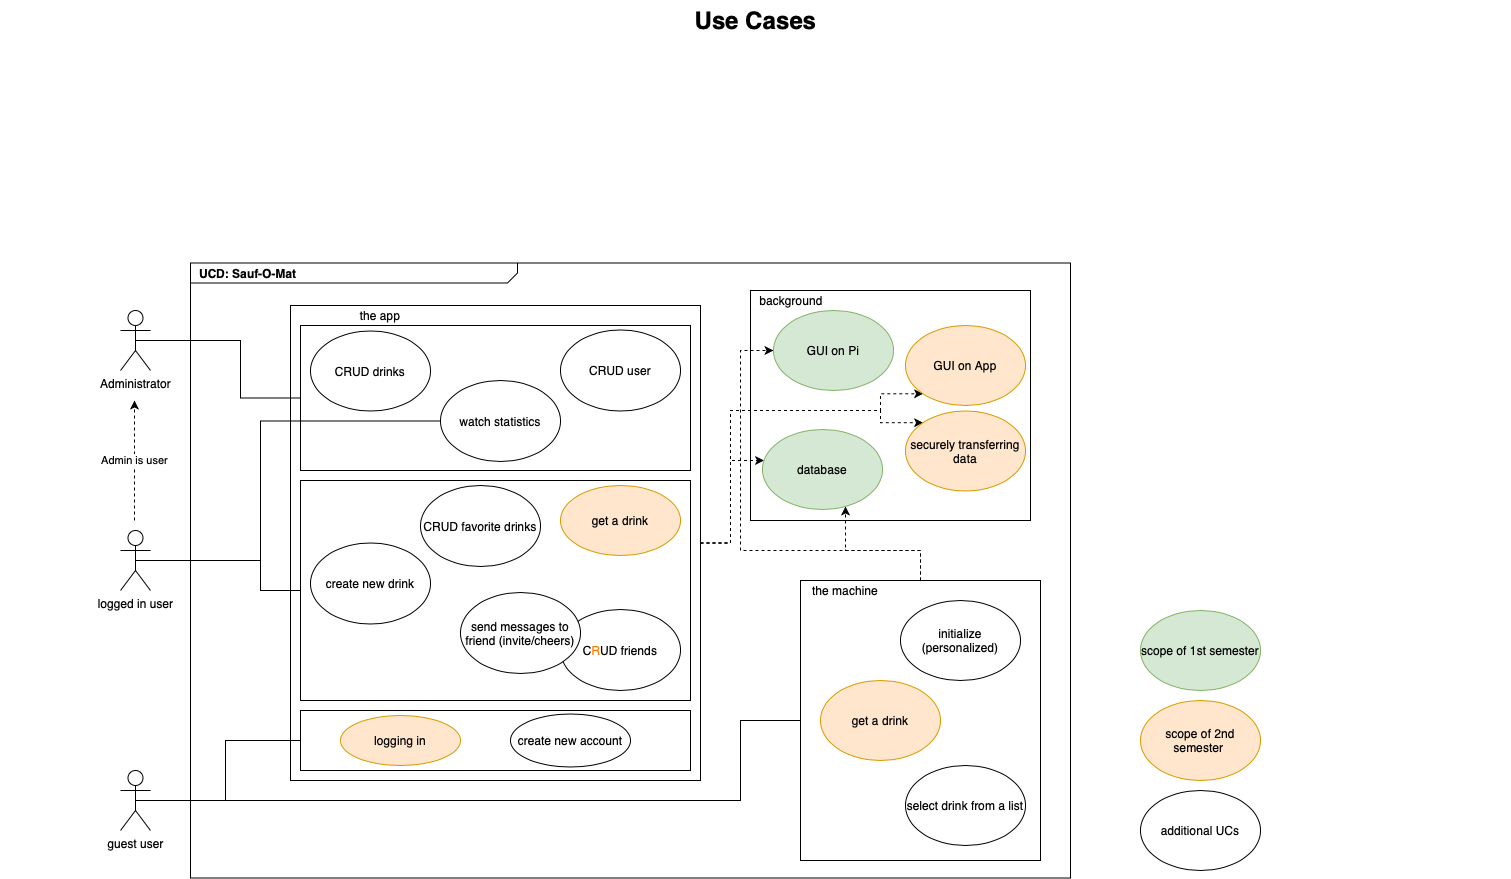 Use Cases
UCD: Sauf-O-Mat
the app
CRUD drinks
CRUD user
watch statistics
Administrator
Admin is user
logged in user
CRUD favorite drinks
get a drink
create new drink
send messages to
friend (invite/cheers)
CRUD friends
logging in
create new account
guest user
background
GUI on Pi
GUI on App
securely transferring
data
database
the machine
initialize
(personalized)
get a drink
select drink from a list
scope of 1st semester
scope of 2nd
semester
additional UCs